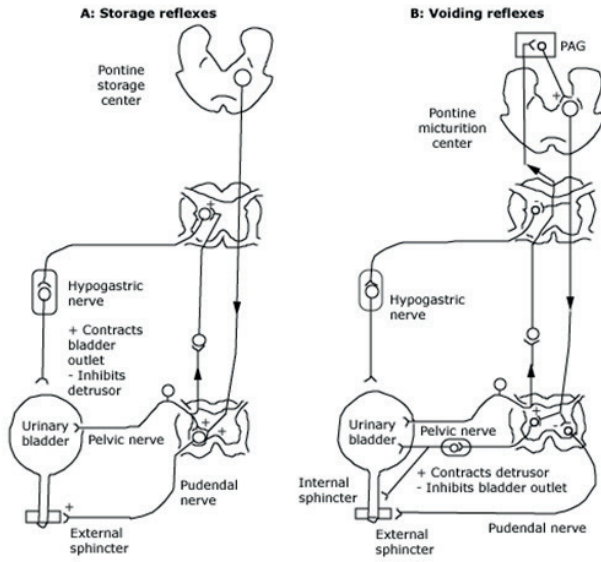 A: Storage reflexes
Pontine
storage
center
Hypogastric
nerve
+ Contracts
bladder
outlet
- Inhibits
detrusor
+
Urinary
bladder
Pelvic nerve
+
+
Pudendal
nerve
+
External
sphincter
B: Voiding reflexes
PAG
+
Pontine
micturition
center
-
Hypogastric
nerve
Urinary
bladder
Pelvic nerve
+
-
+ Contracts detrusor
- Inhibits bladder outlet
Internal
sphincter
Pudendal nerve
External
sphincter